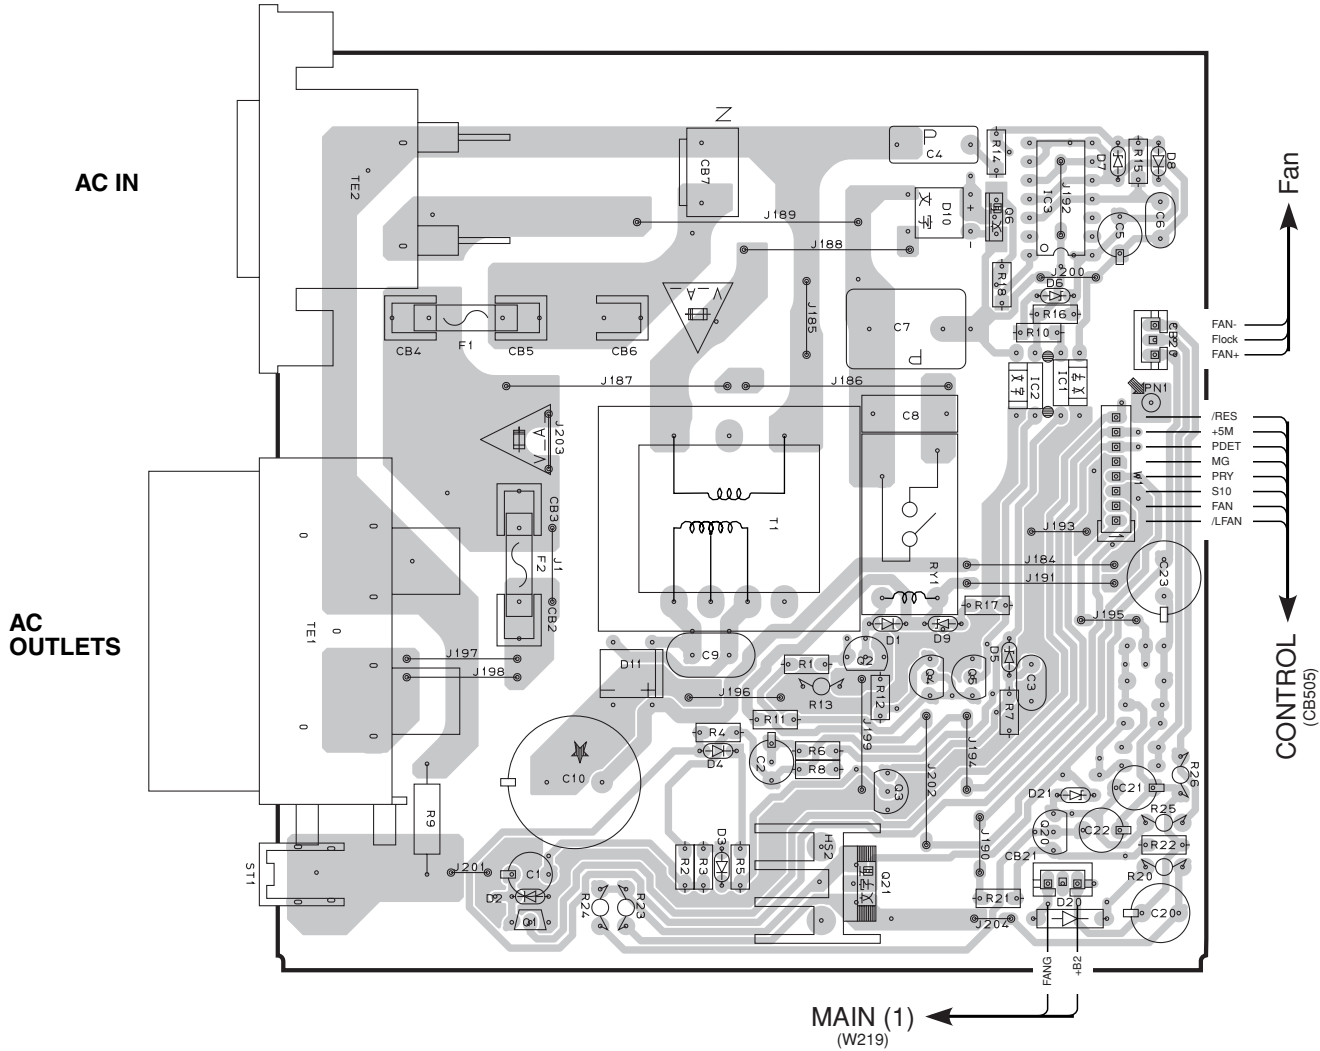 AC IN
AC
OUTLETS
TE2
CB7
C4
R14
IC3
J192
D7
R15
D8
C6
C5
Q6
D10
+
-
J189
J188
J185
R18
J200
D6
R16
R10
C7
CB4
F1
CB5
CB6
V_A_
IC2
IC1
PN1
Fan
FAN-
Flock
FAN+
J187
J186
C8
J203
/RES
+5M
PDET
MG
PRY
S10
FAN
/LFAN
W1
CB3
F2
J1
CB2
T1
RY1
J193
J184
J191
C23
R17
J195
D1
D9
TE1
J197
J198
D11
C9
R1
R13
Q2
R12
Q4
Q5
D5
C3
R7
J196
R11
R4
D4
C2
R6
R8
J199
J202
J194
Q3
C10
R9
CONTROL
(CB505)
R26
D21
C21
R25
Q20
C22
R22
CB21
R20
J190
ST1
J201
C1
D2
Q1
R24
R23
R2
R3
D3
R5
HS2
Q21
R21
J204
C20
FANG
+B2
MAIN (1)
(W219)